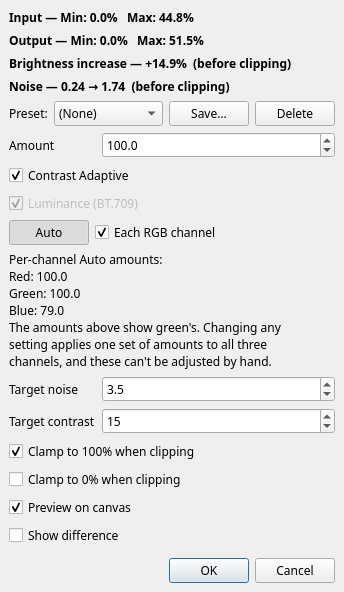 Input — Min: 0.0%   Max: 44.8%
Output — Min: 0.0%   Max: 51.5%
Brightness increase — +14.9%  (before clipping)
Noise — 0.24 → 1.74  (before clipping)
Preset: (None) Save... Delete
Amount 100.0
Contrast Adaptive
Luminance (BT.709)
Auto Each RGB channel
Per-channel Auto amounts:
Red: 100.0
Green: 100.0
Blue: 79.0
The amounts above show green's. Changing any
setting applies one set of amounts to all three
channels, and these can't be adjusted by hand.
Target noise 3.5
Target contrast 15
Clamp to 100% when clipping
Clamp to 0% when clipping
Preview on canvas
Show difference
OK Cancel